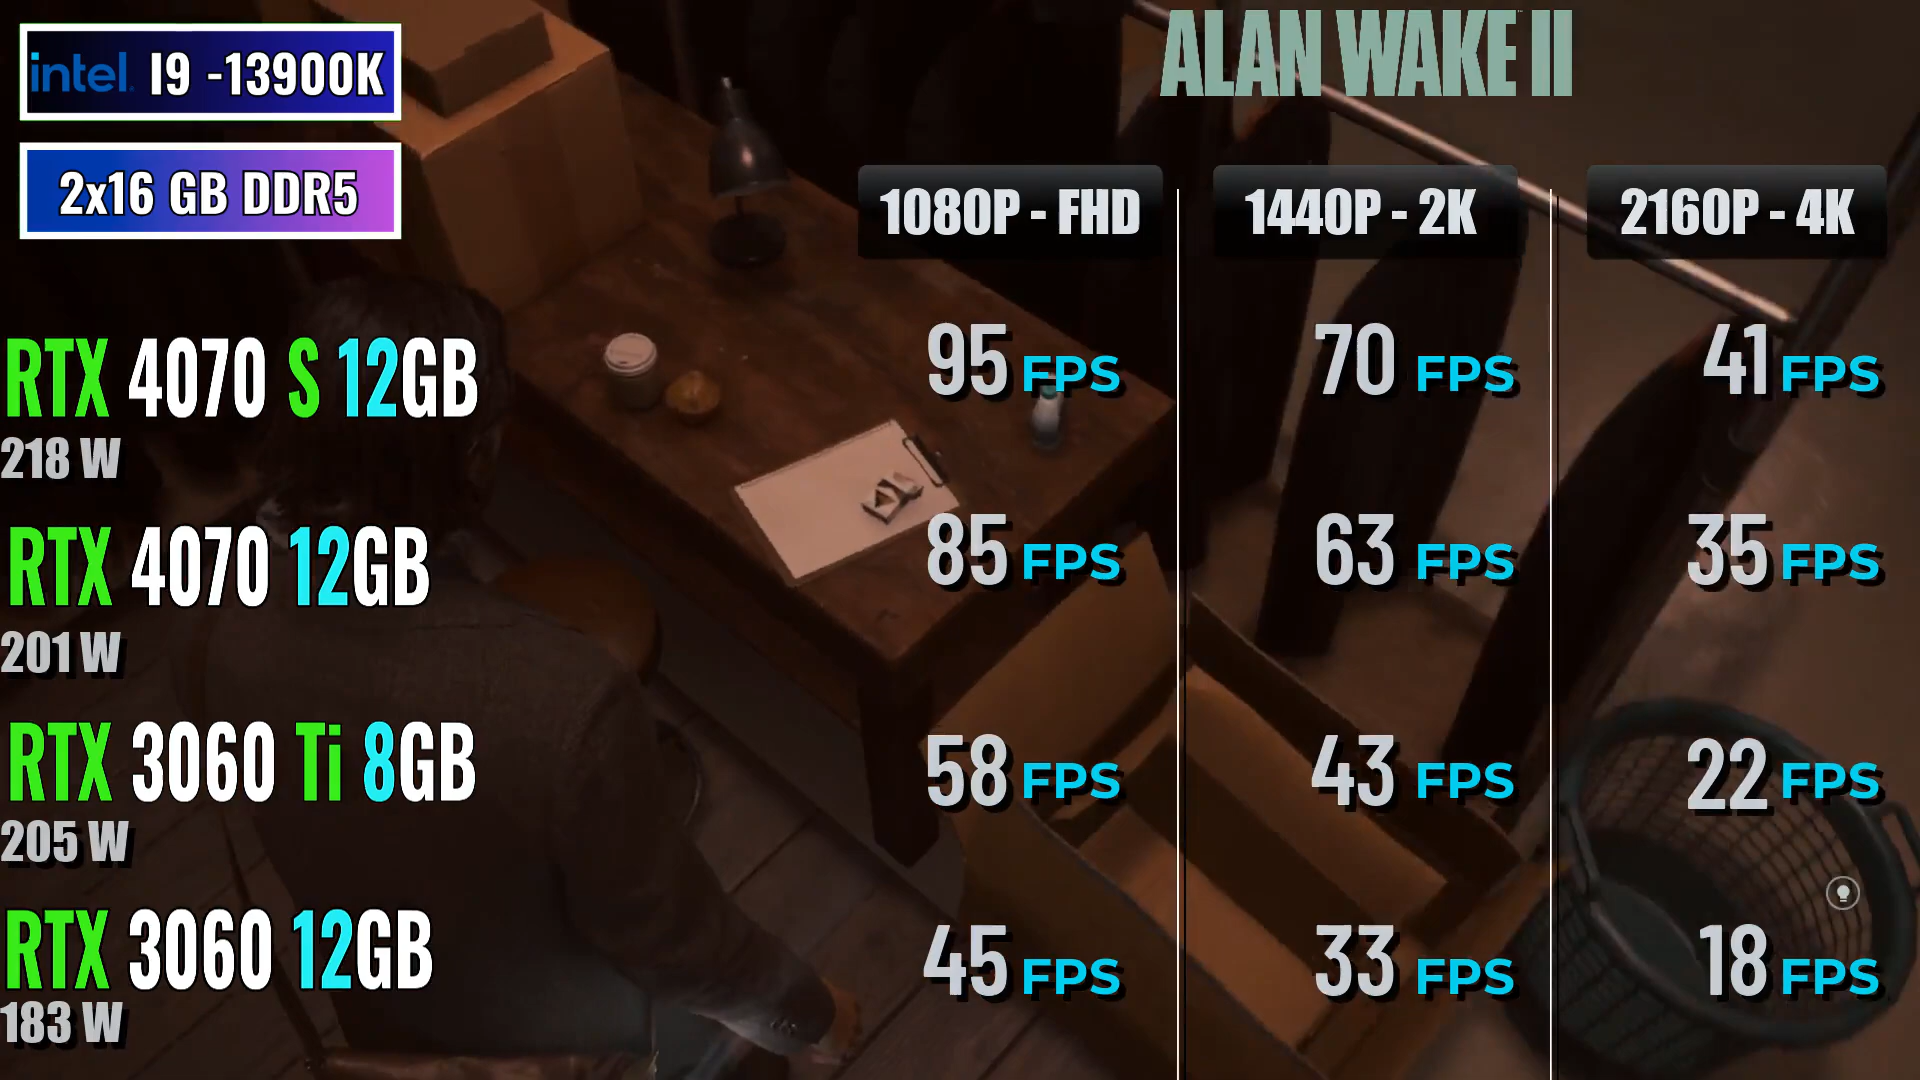 intel. I9 -13900K
ALAN WAKE II
2x16 GB DDR5
1080P - FHD 1440P - 2K 2160P - 4K
RTX 4070 S 12GB 95 FPS 70 FPS 41 FPS
218 W
RTX 4070 12GB 85 FPS 63 FPS 35 FPS
201 W
RTX 3060 Ti 8GB 58 FPS 43 FPS 22 FPS
205 W
RTX 3060 12GB 45 FPS 33 FPS 18 FPS
183 W